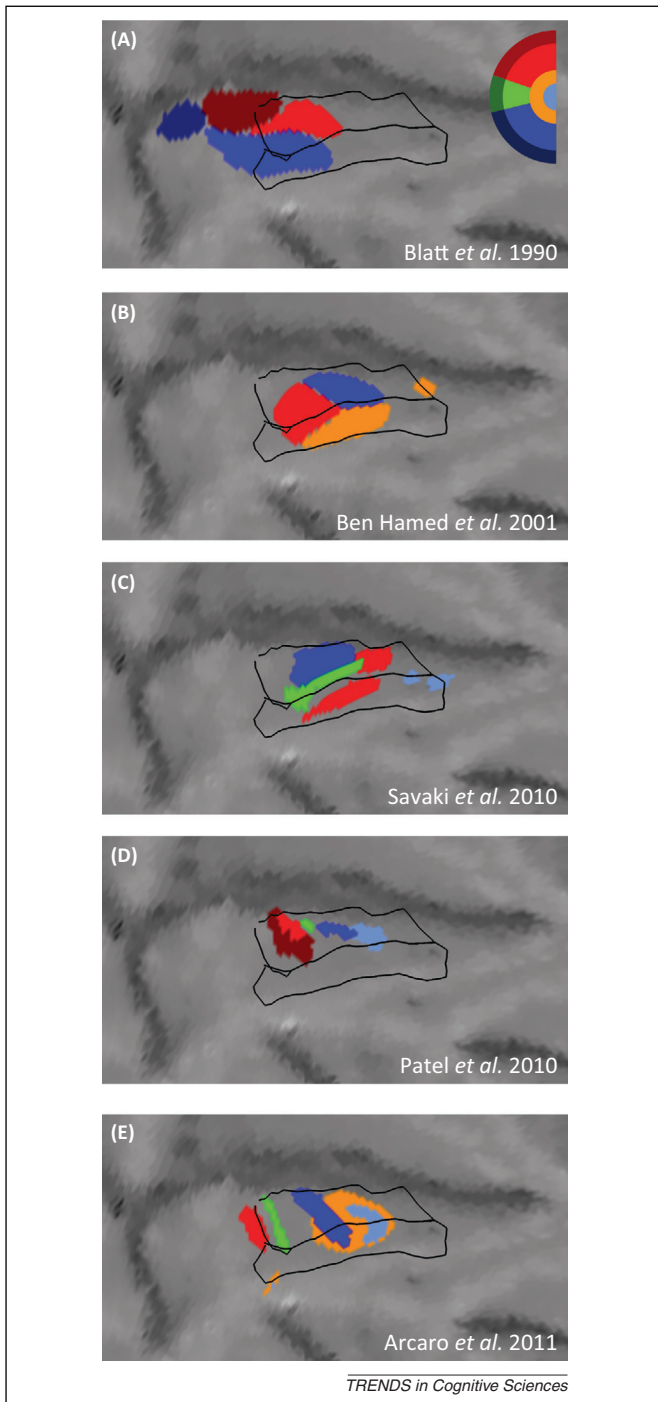 (A)
Blatt et al. 1990
(B)
Ben Hamed et al. 2001
(C)
Savaki et al. 2010
(D)
Patel et al. 2010
(E)
Arcaro et al. 2011
TRENDS in Cognitive Sciences